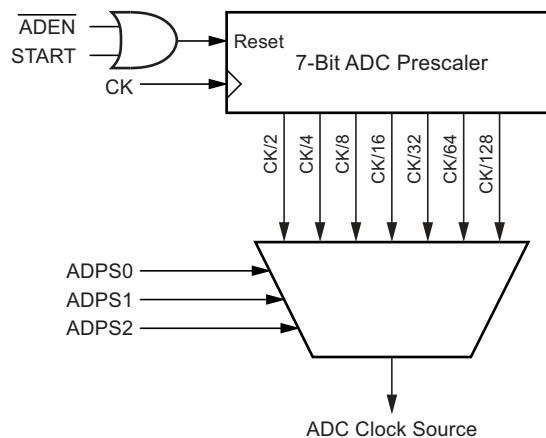 ADEN
START
CK
Reset
7-Bit ADC Prescaler
CK/2
CK/4
CK/8
CK/16
CK/32
CK/64
CK/128
ADPS0
ADPS1
ADPS2
ADC Clock Source